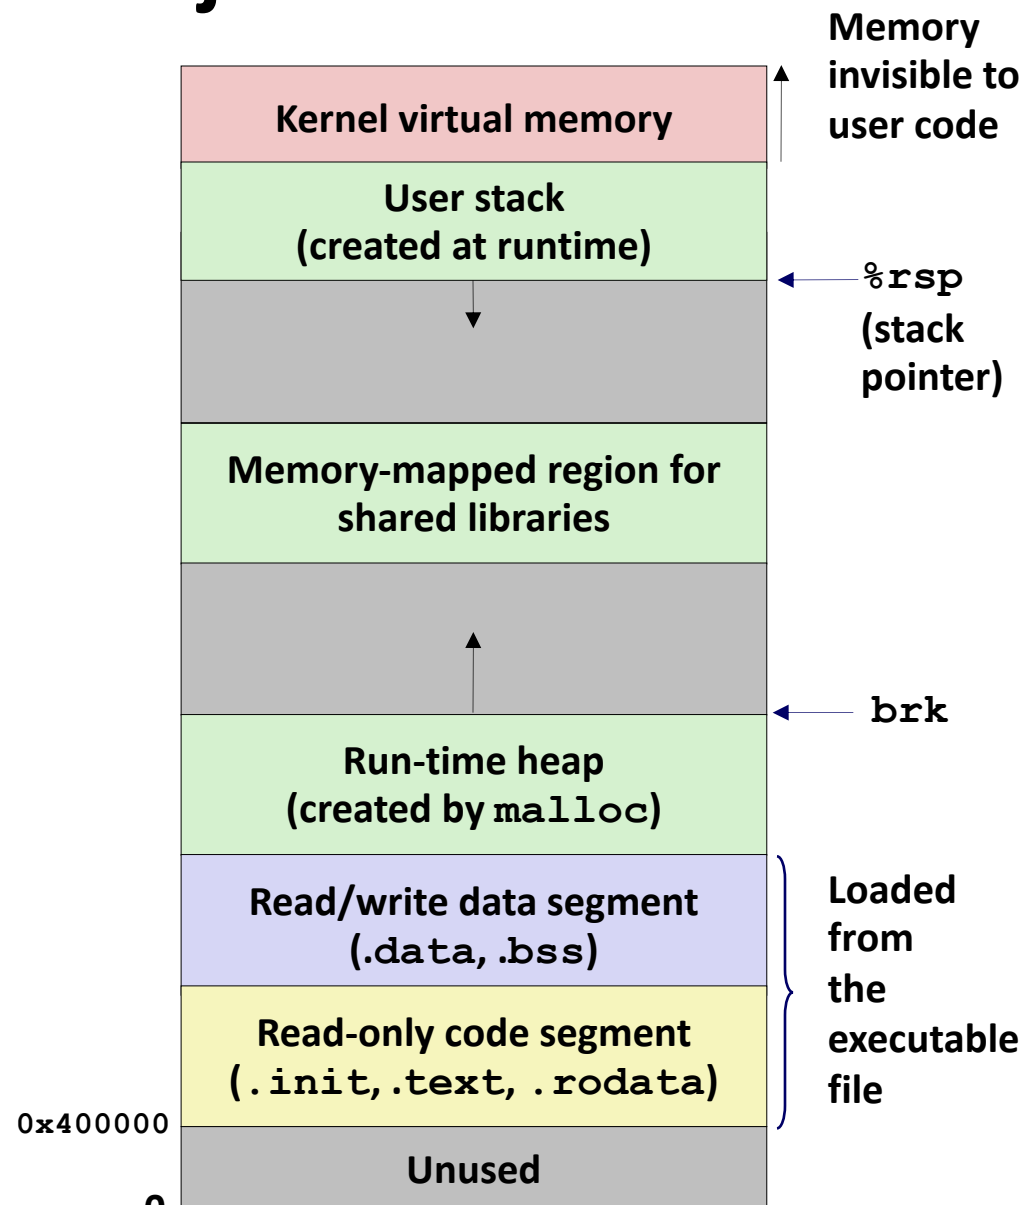 Memory
invisible to
user code
Kernel virtual memory
User stack
(created at runtime)
%rsp
(stack
pointer)
Memory-mapped region for
shared libraries
brk
Run-time heap
(created by malloc)
Read/write data segment
(.data, .bss)
Loaded
from
the
executable
file
Read-only code segment
(.init, .text, .rodata)
0x400000
Unused
0